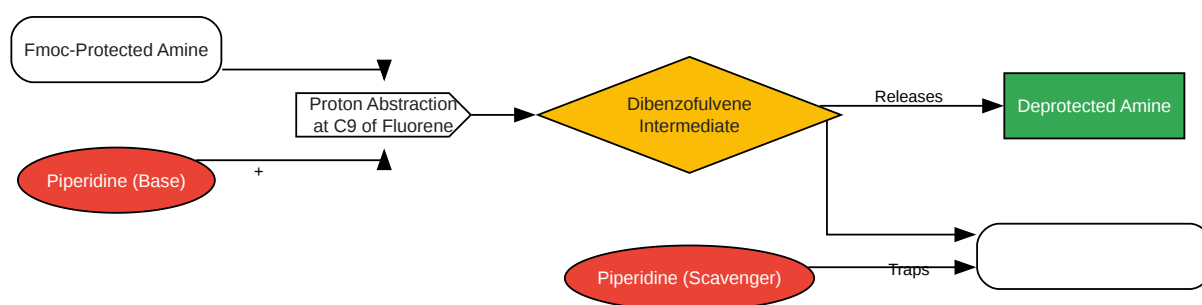 Fmoc-Protected Amine
Proton Abstraction
at C9 of Fluorene
Piperidine (Base)
+
Dibenzofulvene
Intermediate
Releases
Deprotected Amine
Piperidine (Scavenger)
Traps